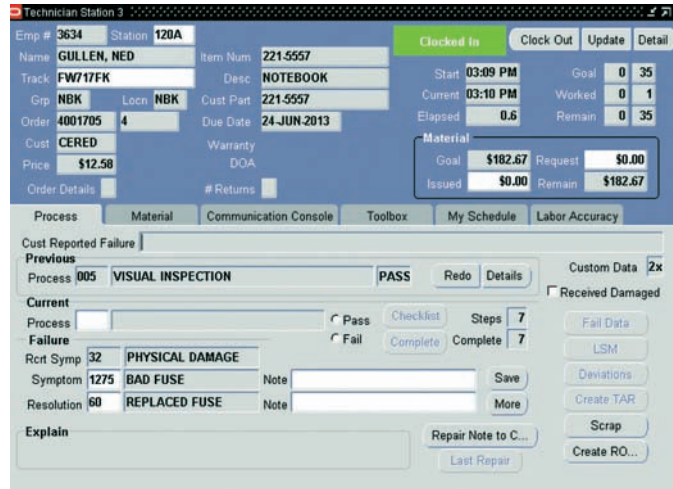 Technician Station 3
Emp # 3634 Station 120A Clocked In Clock Out Update Detail
Name GULLEN, NED Item Num 221-5557
Track FW717FK Desc NOTEBOOK Start 03:09 PM Goal 0 35
Grp NBK Locn NBK Cust Part 221-5557 Current 03:10 PM Worked 0 1
Order 4001705 4 Due Date 24-JUN-2013 Elapsed 0.6 Remain 0 35
Cust CERED Warranty Material
Price $12.58 DOA Goal $182.67 Request $0.00
Order Details # Returns Issued $0.00 Remain $182.67
Process Material Communication Console Toolbox My Schedule Labor Accuracy
Cust Reported Failure
Previous Custom Data 2x
Process 005 VISUAL INSPECTION PASS Redo Details
Received Damaged
Current
Process Pass Checklist Steps 7 Fail Data
Failure Fail Complete Complete 7
Rcrt Symp 32 PHYSICAL DAMAGE LSM
Symptom 1275 BAD FUSE Note Save Deviations
Resolution 60 REPLACED FUSE Note More Create TAR
Explain Repair Note to C... Scrap
Last Repair Create RO...